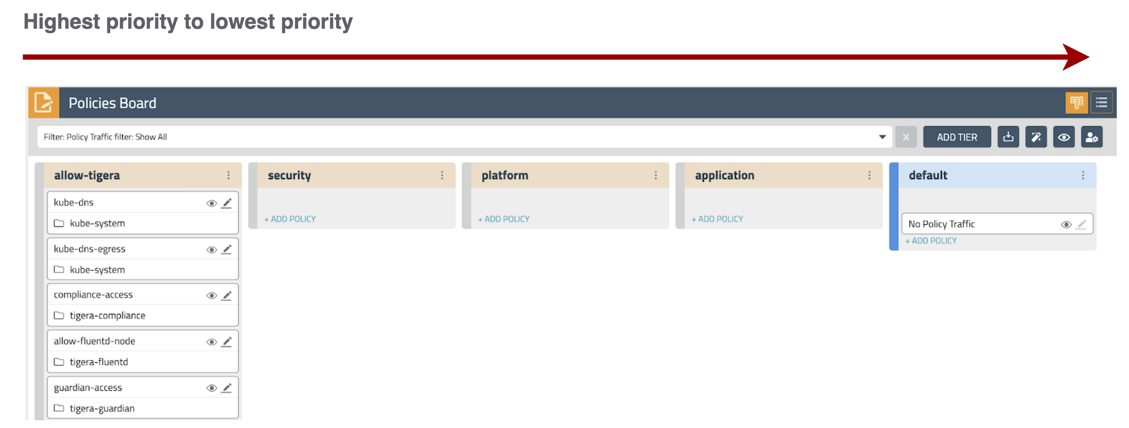 Highest priority to lowest priority
Policies Board
Filter: Policy Traffic filter: Show All
ADD TIER
allow-tigera
kube-dns
kube-system
kube-dns-egress
kube-system
compliance-access
tigera-compliance
allow-fluentd-node
tigera-fluentd
guardian-access
tigera-guardian
security
+ ADD POLICY
platform
+ ADD POLICY
application
+ ADD POLICY
default
No Policy Traffic
+ ADD POLICY